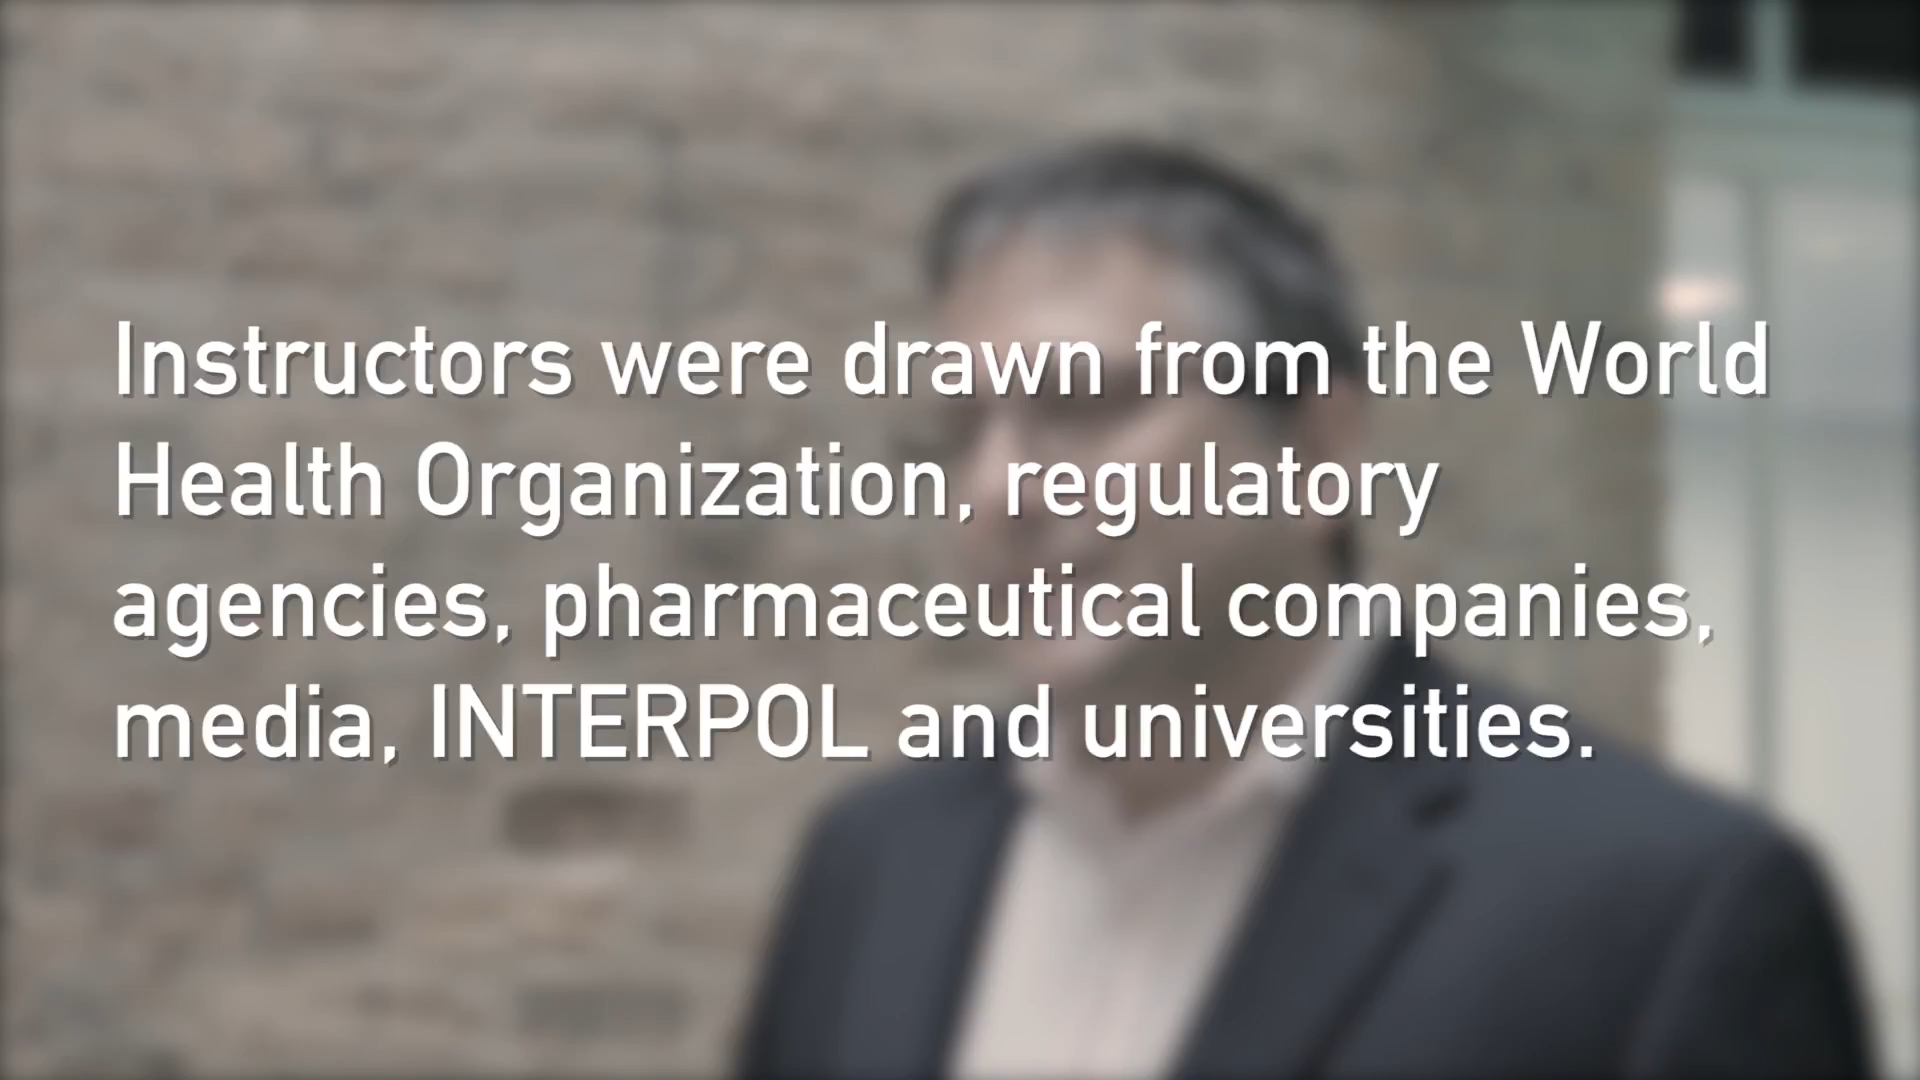 Instructors were drawn from the World
Health Organization, regulatory
agencies, pharmaceutical companies,
media, INTERPOL and universities.